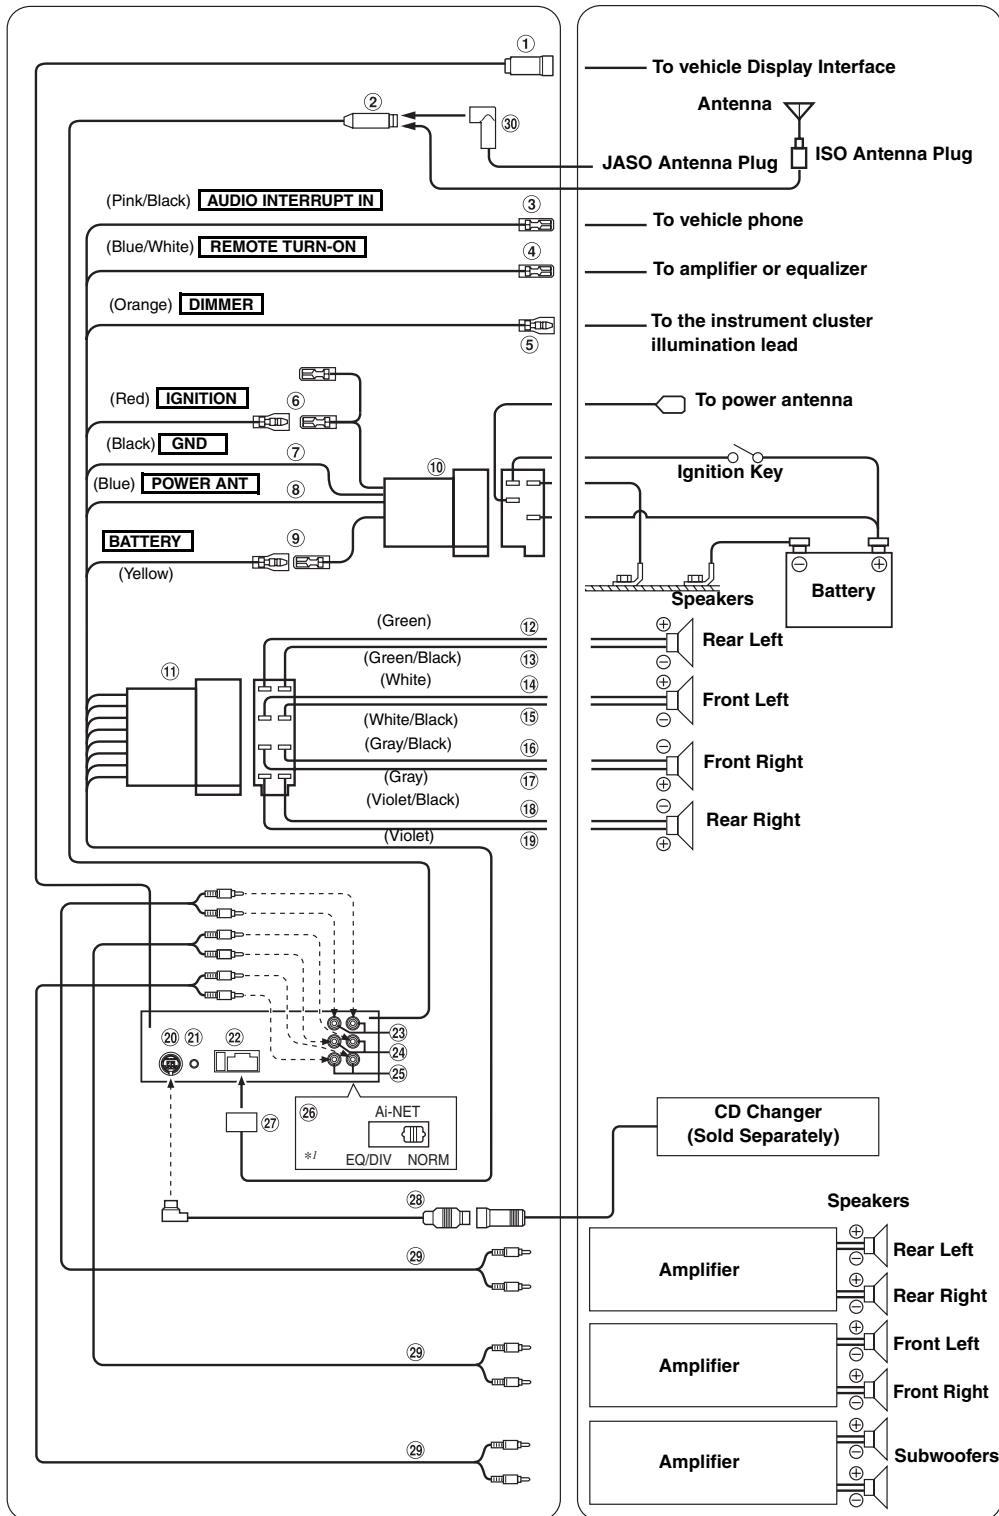 ①
To vehicle Display Interface
②
㉚
Antenna
JASO Antenna Plug
ISO Antenna Plug
(Pink/Black) AUDIO INTERRUPT IN
③
To vehicle phone
(Blue/White) REMOTE TURN-ON
④
To amplifier or equalizer
(Orange) DIMMER
⑤
To the instrument cluster
illumination lead
(Red) IGNITION
⑥
To power antenna
(Black) GND
⑦
⑩
Ignition Key
(Blue) POWER ANT
⑧
BATTERY
(Yellow)
⑨
Battery
Speakers
(Green)
⑫
Rear Left
(Green/Black)
⑬
⑪
(White)
⑭
Front Left
(White/Black)
⑮
(Gray/Black)
⑯
Front Right
(Gray)
⑰
(Violet/Black)
⑱
Rear Right
(Violet)
⑲
⑳
㉑
㉒
㉓
㉔
㉕
㉖
Ai-NET
*1
EQ/DIV NORM
㉗
CD Changer
(Sold Separately)
㉘
Speakers
㉙
Amplifier
Rear Left
Rear Right
㉙
Amplifier
Front Left
Front Right
㉙
Amplifier
Subwoofers